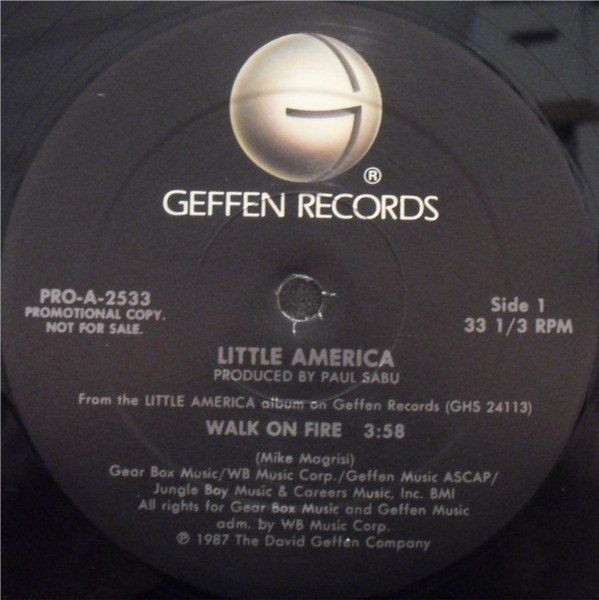 ®
GEFFEN RECORDS
PRO-A-2533
PROMOTIONAL COPY.
NOT FOR SALE.
Side 1
33 1/3 RPM
LITTLE AMERICA
PRODUCED BY PAUL SABU
From the LITTLE AMERICA album on Geffen Records (GHS 24113)
WALK ON FIRE 3:58
(Mike Magrisi)
Gear Box Music/WB Music Corp./Geffen Music ASCAP/
Jungle Boy Music & Careers Music, Inc. BMI
All rights for Gear Box Music and Geffen Music
adm. by WB Music Corp.
℗ 1987 The David Geffen Company